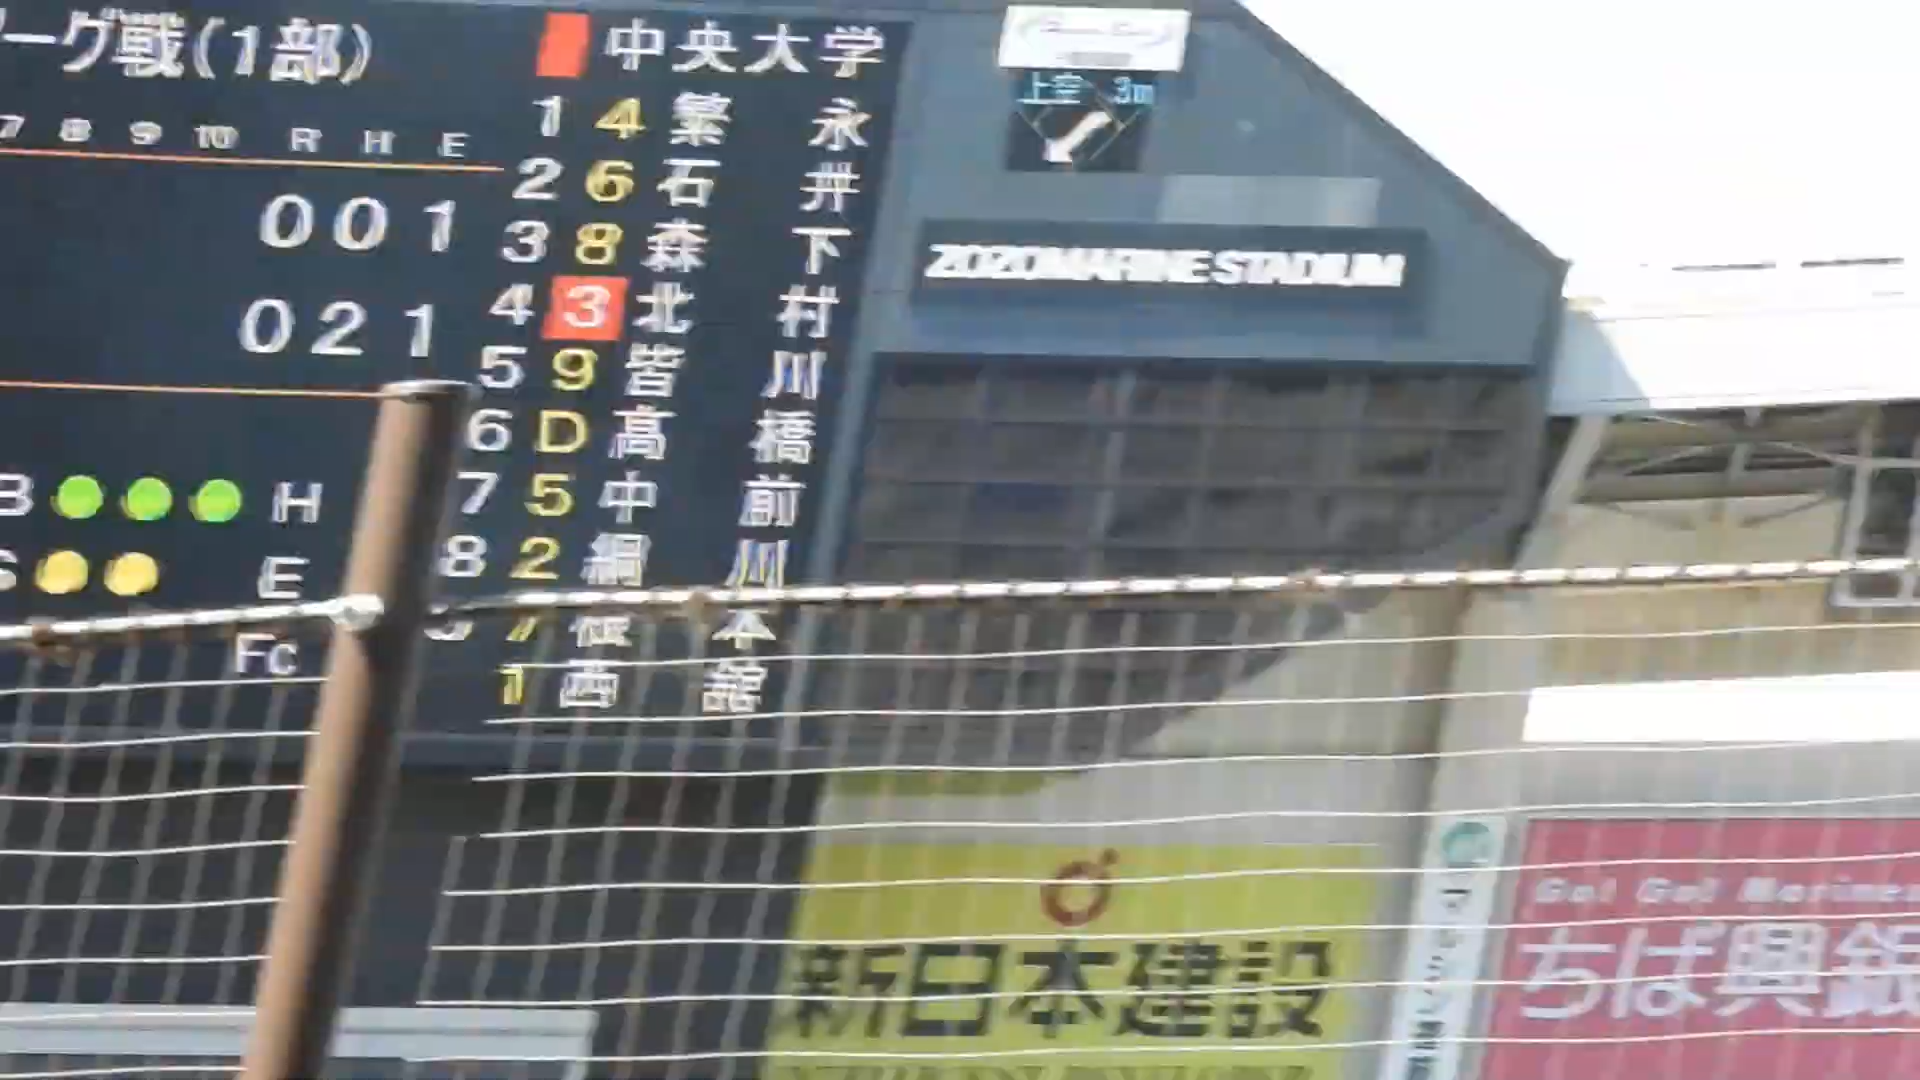 ーグ戦(1部)
中央大学
7 8 9 10 R H E
0 0 1
0 2 1
1 4 繁永
2 6 石井
3 8 森下
4 3 北村
5 9 皆川
6 D 高橋
7 5 中前
8 2 綱川
7 本
1 西舘
B H
E
Fc
上空 3m
ZOZOMARINE STADIUM
新日本建設
Go! Go! Marines
ちば興銀